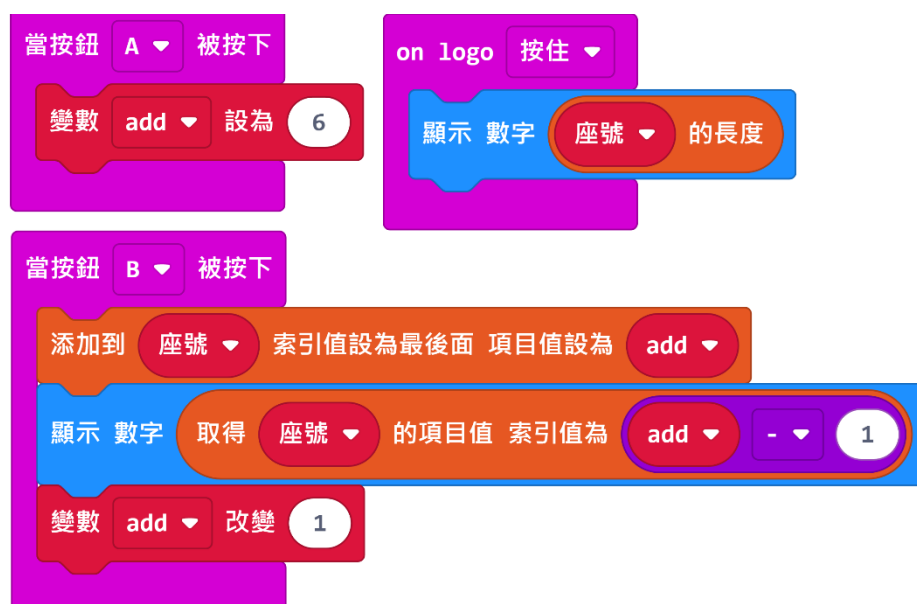 當按鈕 A 被按下
變數 add 設為 6
on logo 按住
顯示 數字 座號 的長度
當按鈕 B 被按下
添加到 座號 索引值設為最後面 項目值設為 add
顯示 數字 取得 座號 的項目值 索引值為 add - 1
變數 add 改變 1